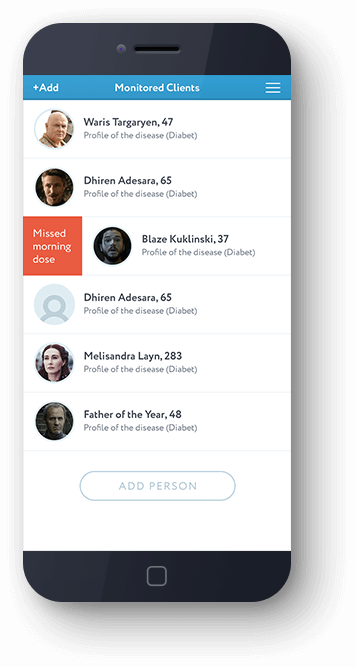 +Add
Monitored Clients
Waris Targaryen, 47
Profile of the disease (Diabet)
Dhiren Adesara, 65
Profile of the disease (Diabet)
Missed
morning
dose
Blaze Kuklinski, 37
Profile of the disease (Diabet)
Dhiren Adesara, 65
Profile of the disease (Diabet)
Melisandra Layn, 283
Profile of the disease (Diabet)
Father of the Year, 48
Profile of the disease (Diabet)
ADD PERSON